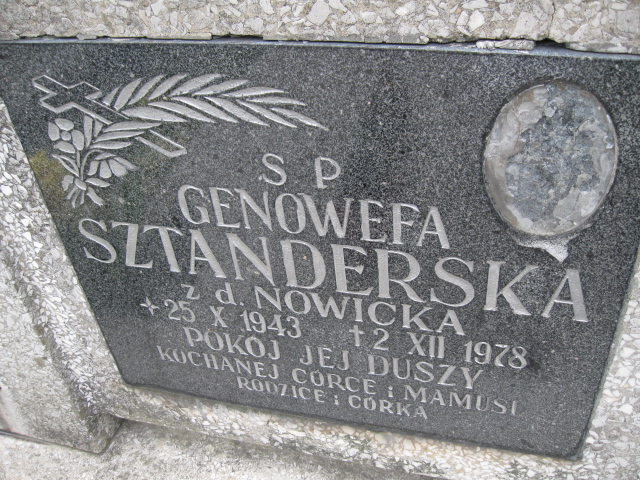 S P
GENOWEFA
SZTANDERSKA
z d. NOWICKA
+25 X 1943 †2 XII 1978
POKÓJ JEJ DUSZY
KOCHANEJ CÓRCE i MAMUSI
RODZICE i CÓRKA